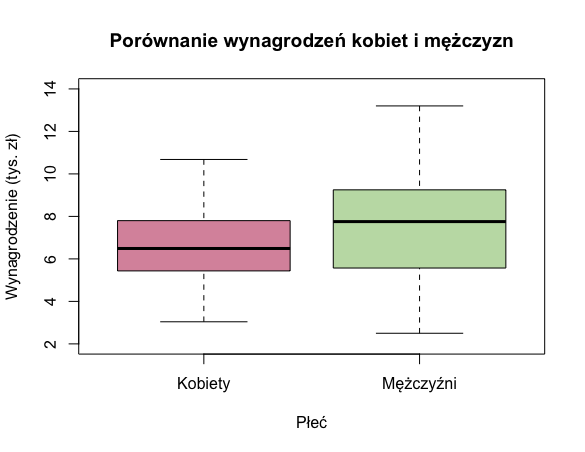 Porównanie wynagrodzeń kobiet i mężczyzn
Wynagrodzenie (tys. zł)
14
12
10
8
6
4
2
Kobiety
Mężczyźni
Płeć